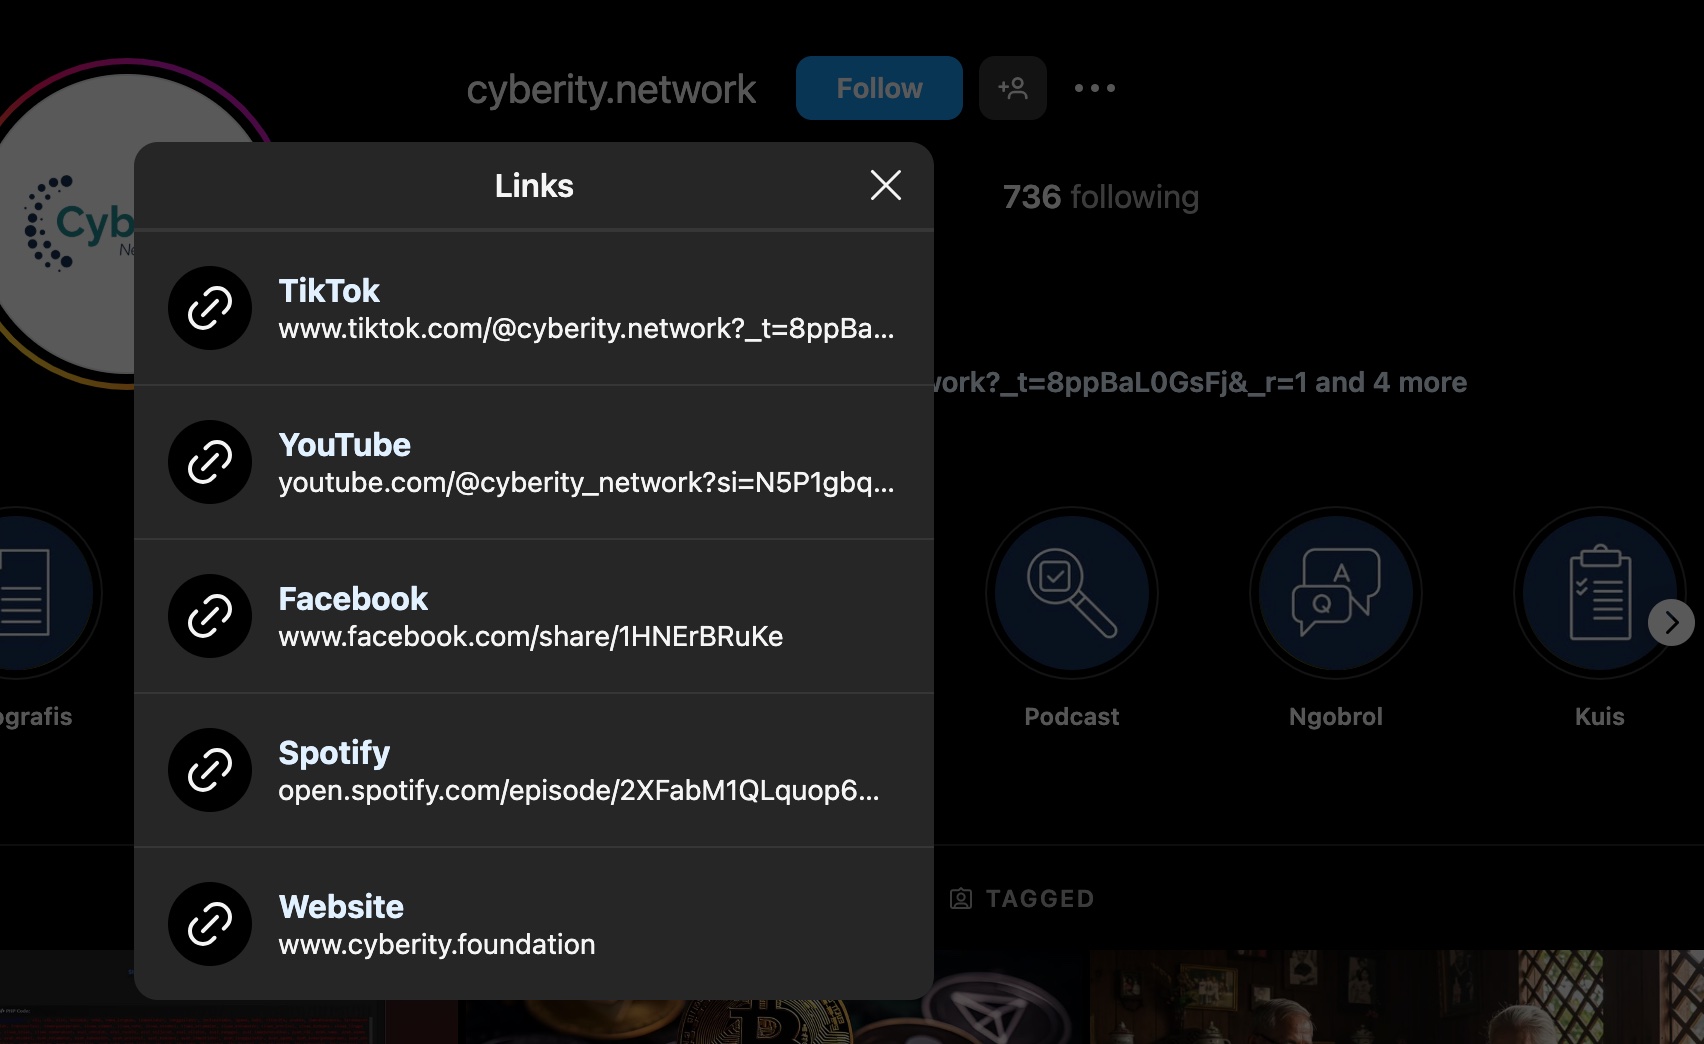 cyberity.network
Follow
736 following
Links
TikTok
www.tiktok.com/@cyberity.network?_t=8ppBa...
work?_t=8ppBaL0GsFj&_r=1 and 4 more
YouTube
youtube.com/@cyberity_network?si=N5P1gbq...
Facebook
www.facebook.com/share/1HNErBRuKe
Spotify
open.spotify.com/episode/2XFabM1QLquop6...
Website
www.cyberity.foundation
Cyb
Ne
A
Q
ografis
Podcast
Ngobrol
Kuis
TAGGED